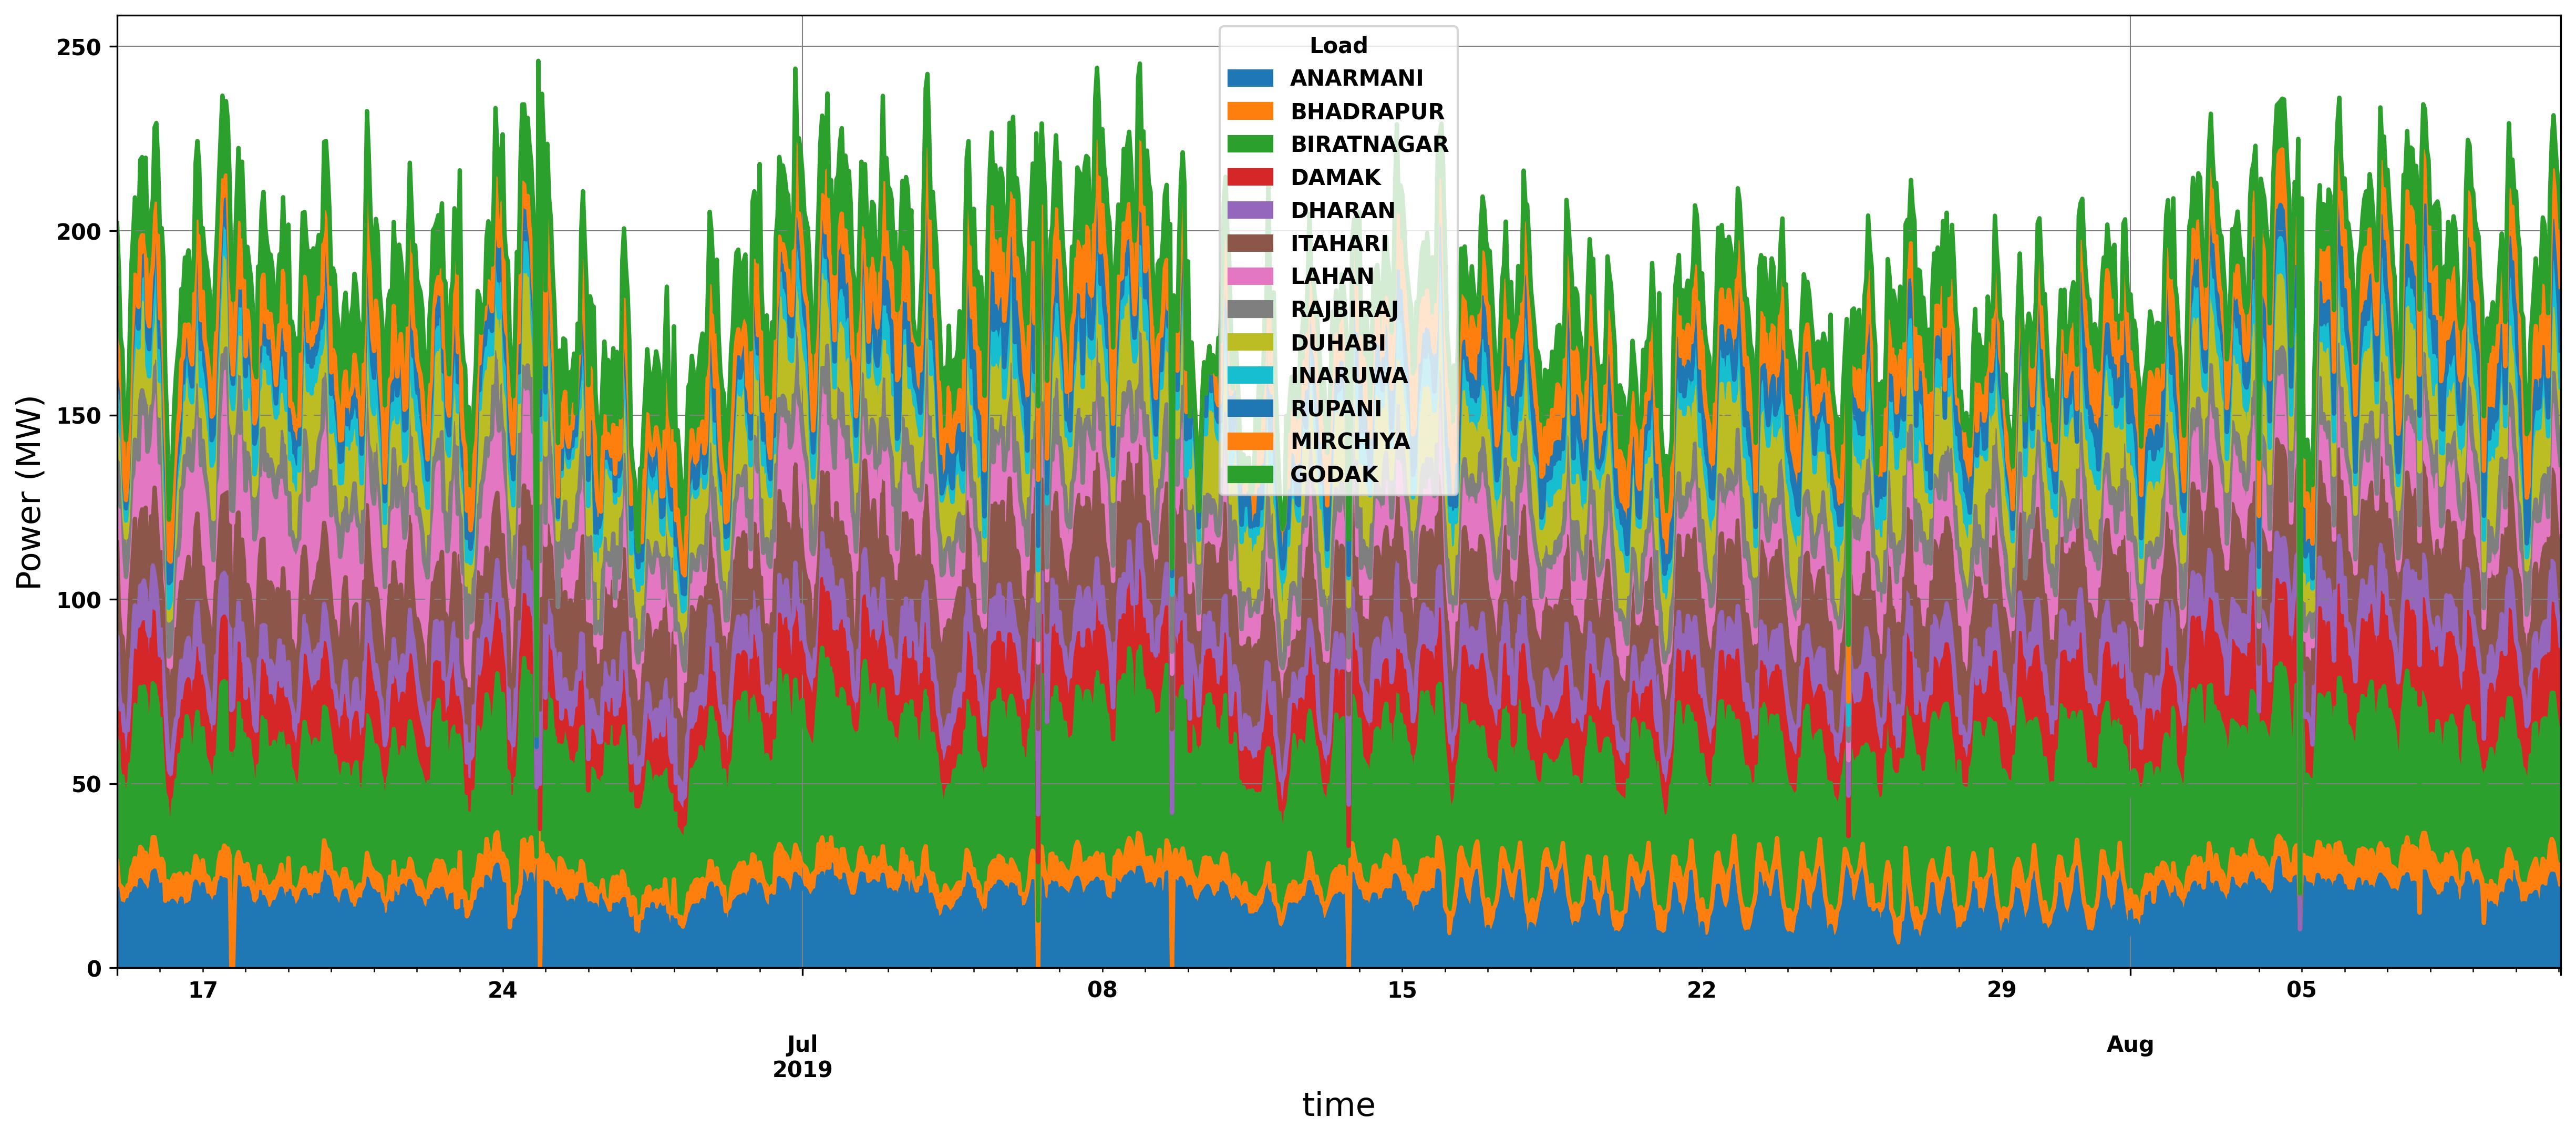 250
200
150
100
50
0
Power (MW)
Load
ANARMANI
BHADRAPUR
BIRATNAGAR
DAMAK
DHARAN
ITAHARI
LAHAN
RAJBIRAJ
DUHABI
INARUWA
RUPANI
MIRCHIYA
GODAK
17 24 08 15 22 29 05
Jul Aug
2019
time